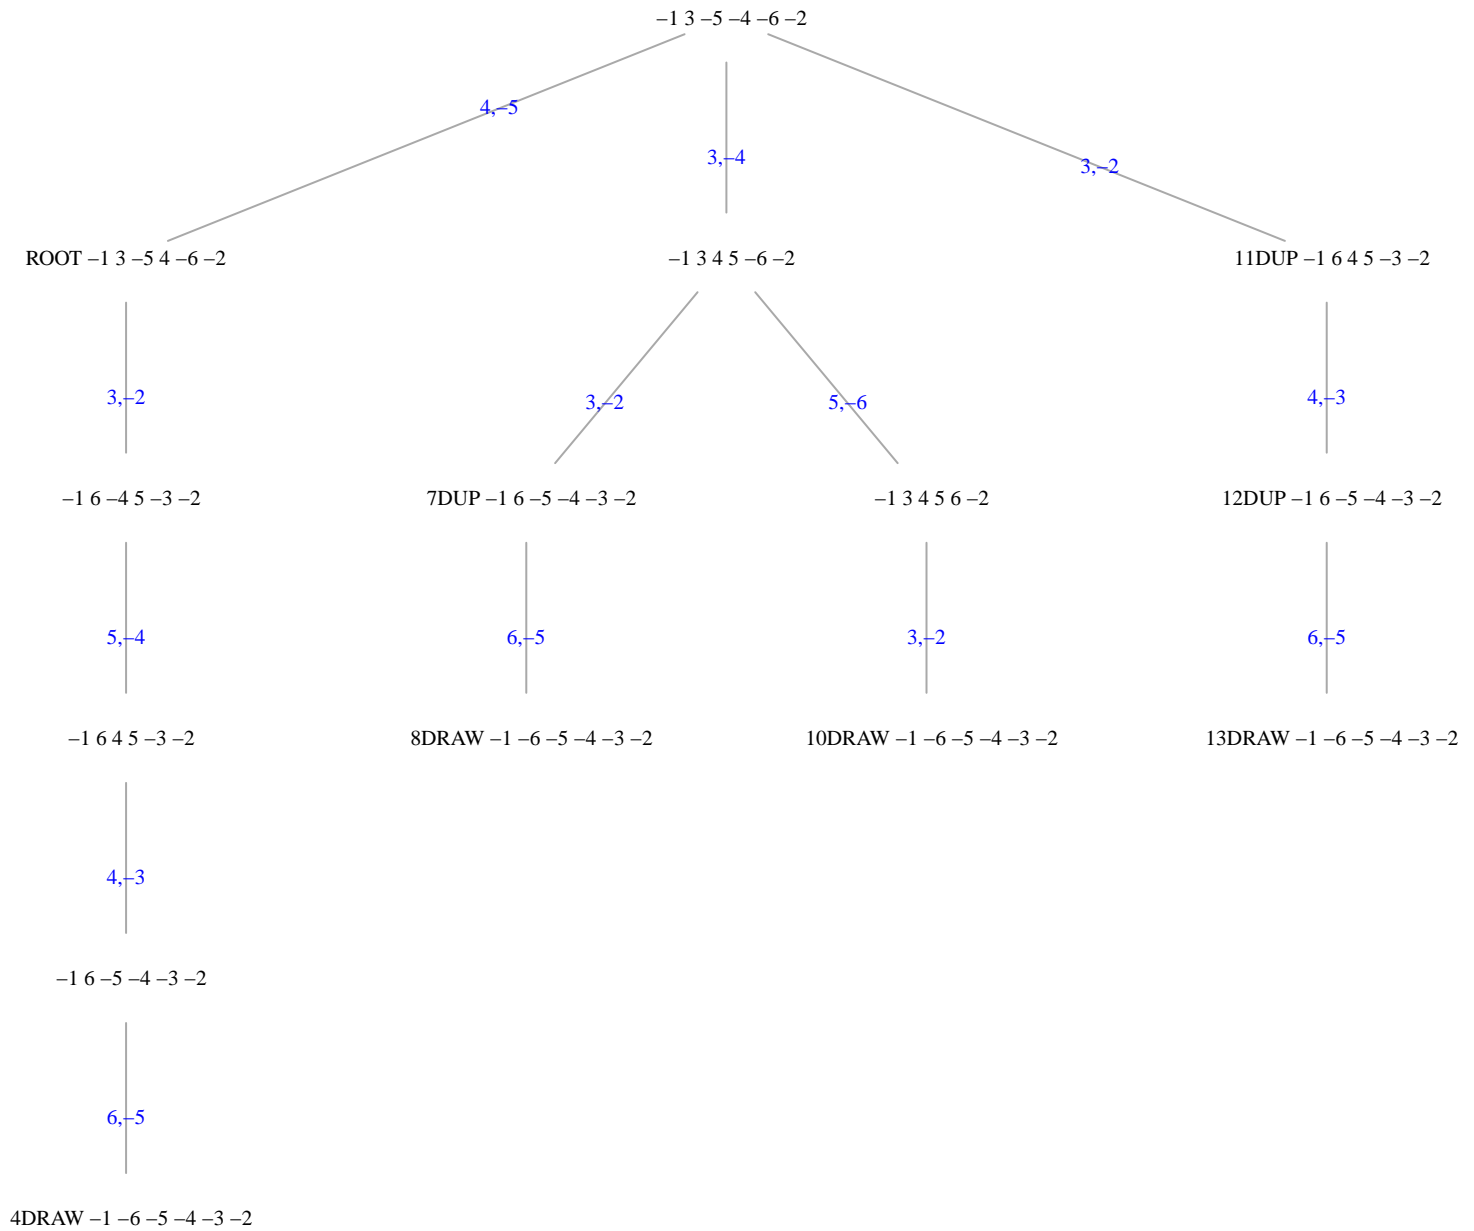 –1 3 –5 –4 –6 –2
4,–5
3,–4
3,–2
ROOT –1 3 –5 4 –6 –2
–1 3 4 5 –6 –2
11DUP –1 6 4 5 –3 –2
3,–2
3,–2
5,–6
4,–3
–1 6 –4 5 –3 –2
7DUP –1 6 –5 –4 –3 –2
–1 3 4 5 6 –2
12DUP –1 6 –5 –4 –3 –2
5,–4
6,–5
3,–2
6,–5
–1 6 4 5 –3 –2
8DRAW –1 –6 –5 –4 –3 –2
10DRAW –1 –6 –5 –4 –3 –2
13DRAW –1 –6 –5 –4 –3 –2
4,–3
–1 6 –5 –4 –3 –2
6,–5
4DRAW –1 –6 –5 –4 –3 –2